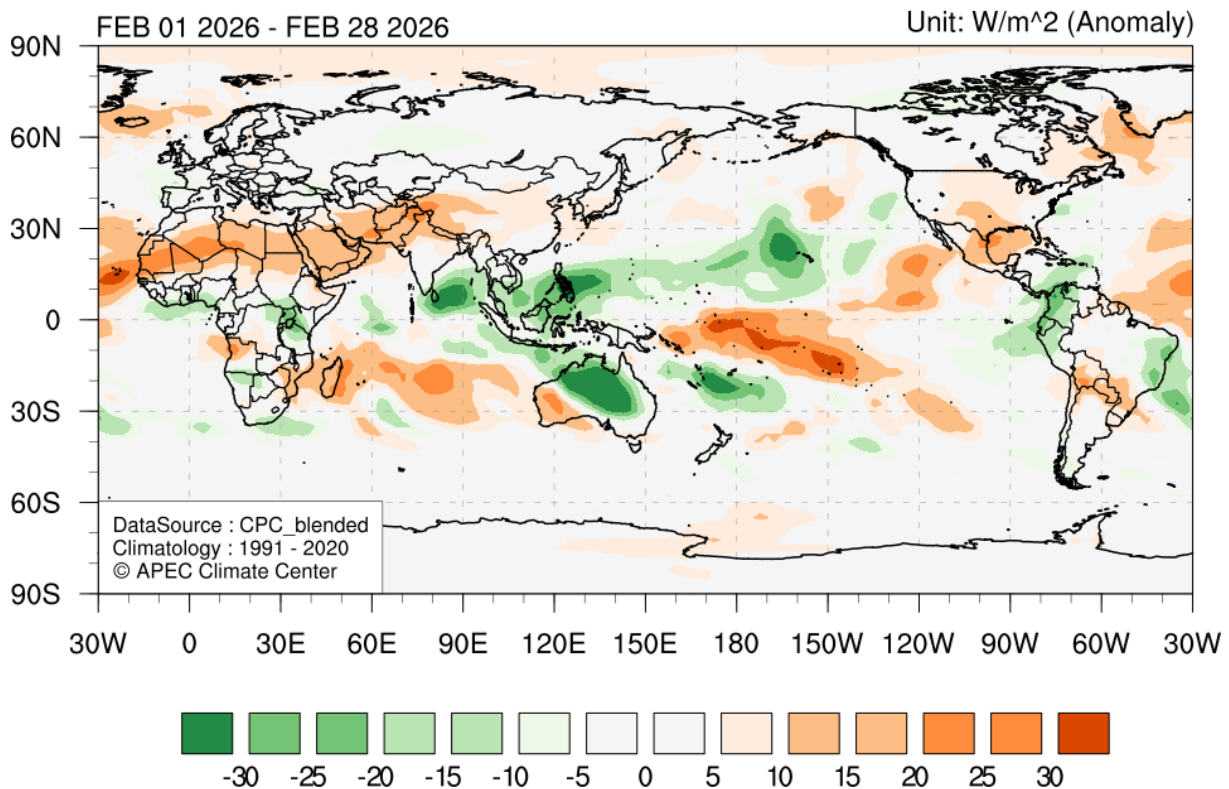 FEB 01 2026 - FEB 28 2026 Unit: W/m^2 (Anomaly)
90N
60N
30N
0
30S
60S
90S
DataSource : CPC_blended
Climatology : 1991 - 2020
© APEC Climate Center
30W 0 30E 60E 90E 120E 150E 180 150W 120W 90W 60W 30W
-30 -25 -20 -15 -10 -5 0 5 10 15 20 25 30